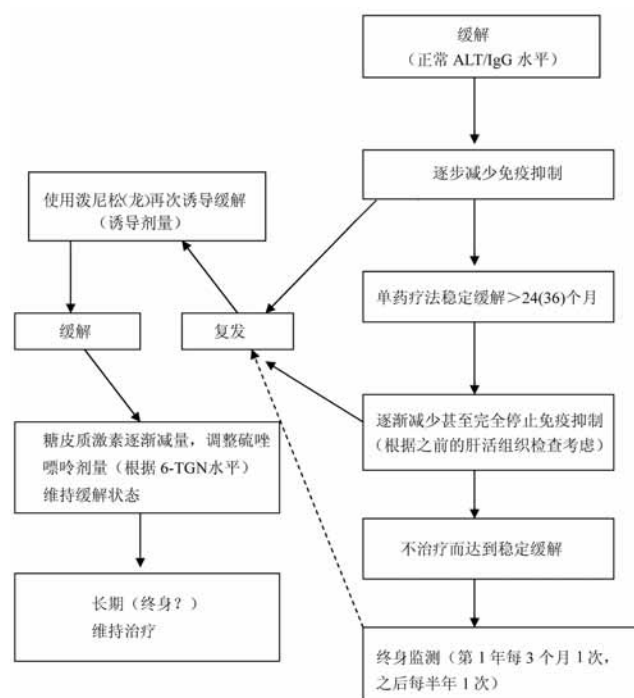 缓解
（正常 ALT/IgG 水平）
逐步减少免疫抑制
使用泼尼松(龙)再次诱导缓解
（诱导剂量）
单药疗法稳定缓解＞24(36)个月
缓解
复发
逐渐减少甚至完全停止免疫抑制
（根据之前的肝活组织检查考虑）
糖皮质激素逐渐减量，调整硫唑
嘌呤剂量（根据 6-TGN水平）
维持缓解状态
不治疗而达到稳定缓解
长期（终身？）
维持治疗
终身监测（第 1 年每 3 个月 1 次，
之后每半年 1 次）